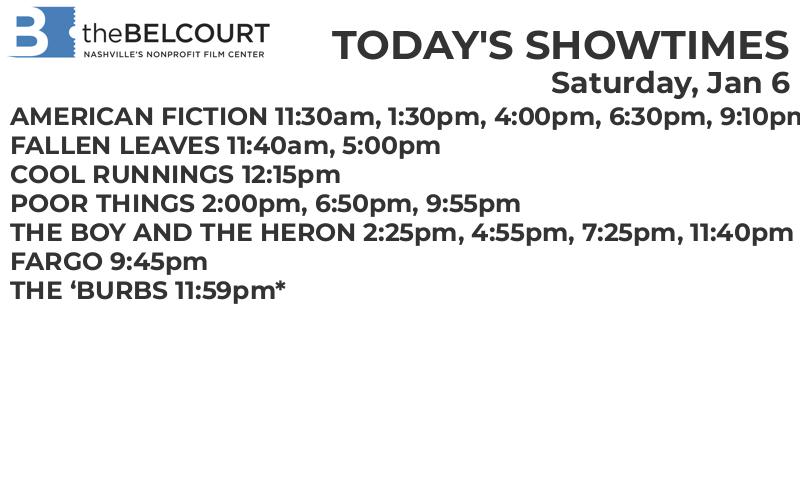 B theBELCOURT
NASHVILLE'S NONPROFIT FILM CENTER
TODAY'S SHOWTIMES
Saturday, Jan 6
AMERICAN FICTION 11:30am, 1:30pm, 4:00pm, 6:30pm, 9:10pm
FALLEN LEAVES 11:40am, 5:00pm
COOL RUNNINGS 12:15pm
POOR THINGS 2:00pm, 6:50pm, 9:55pm
THE BOY AND THE HERON 2:25pm, 4:55pm, 7:25pm, 11:40pm
FARGO 9:45pm
THE ‘BURBS 11:59pm*